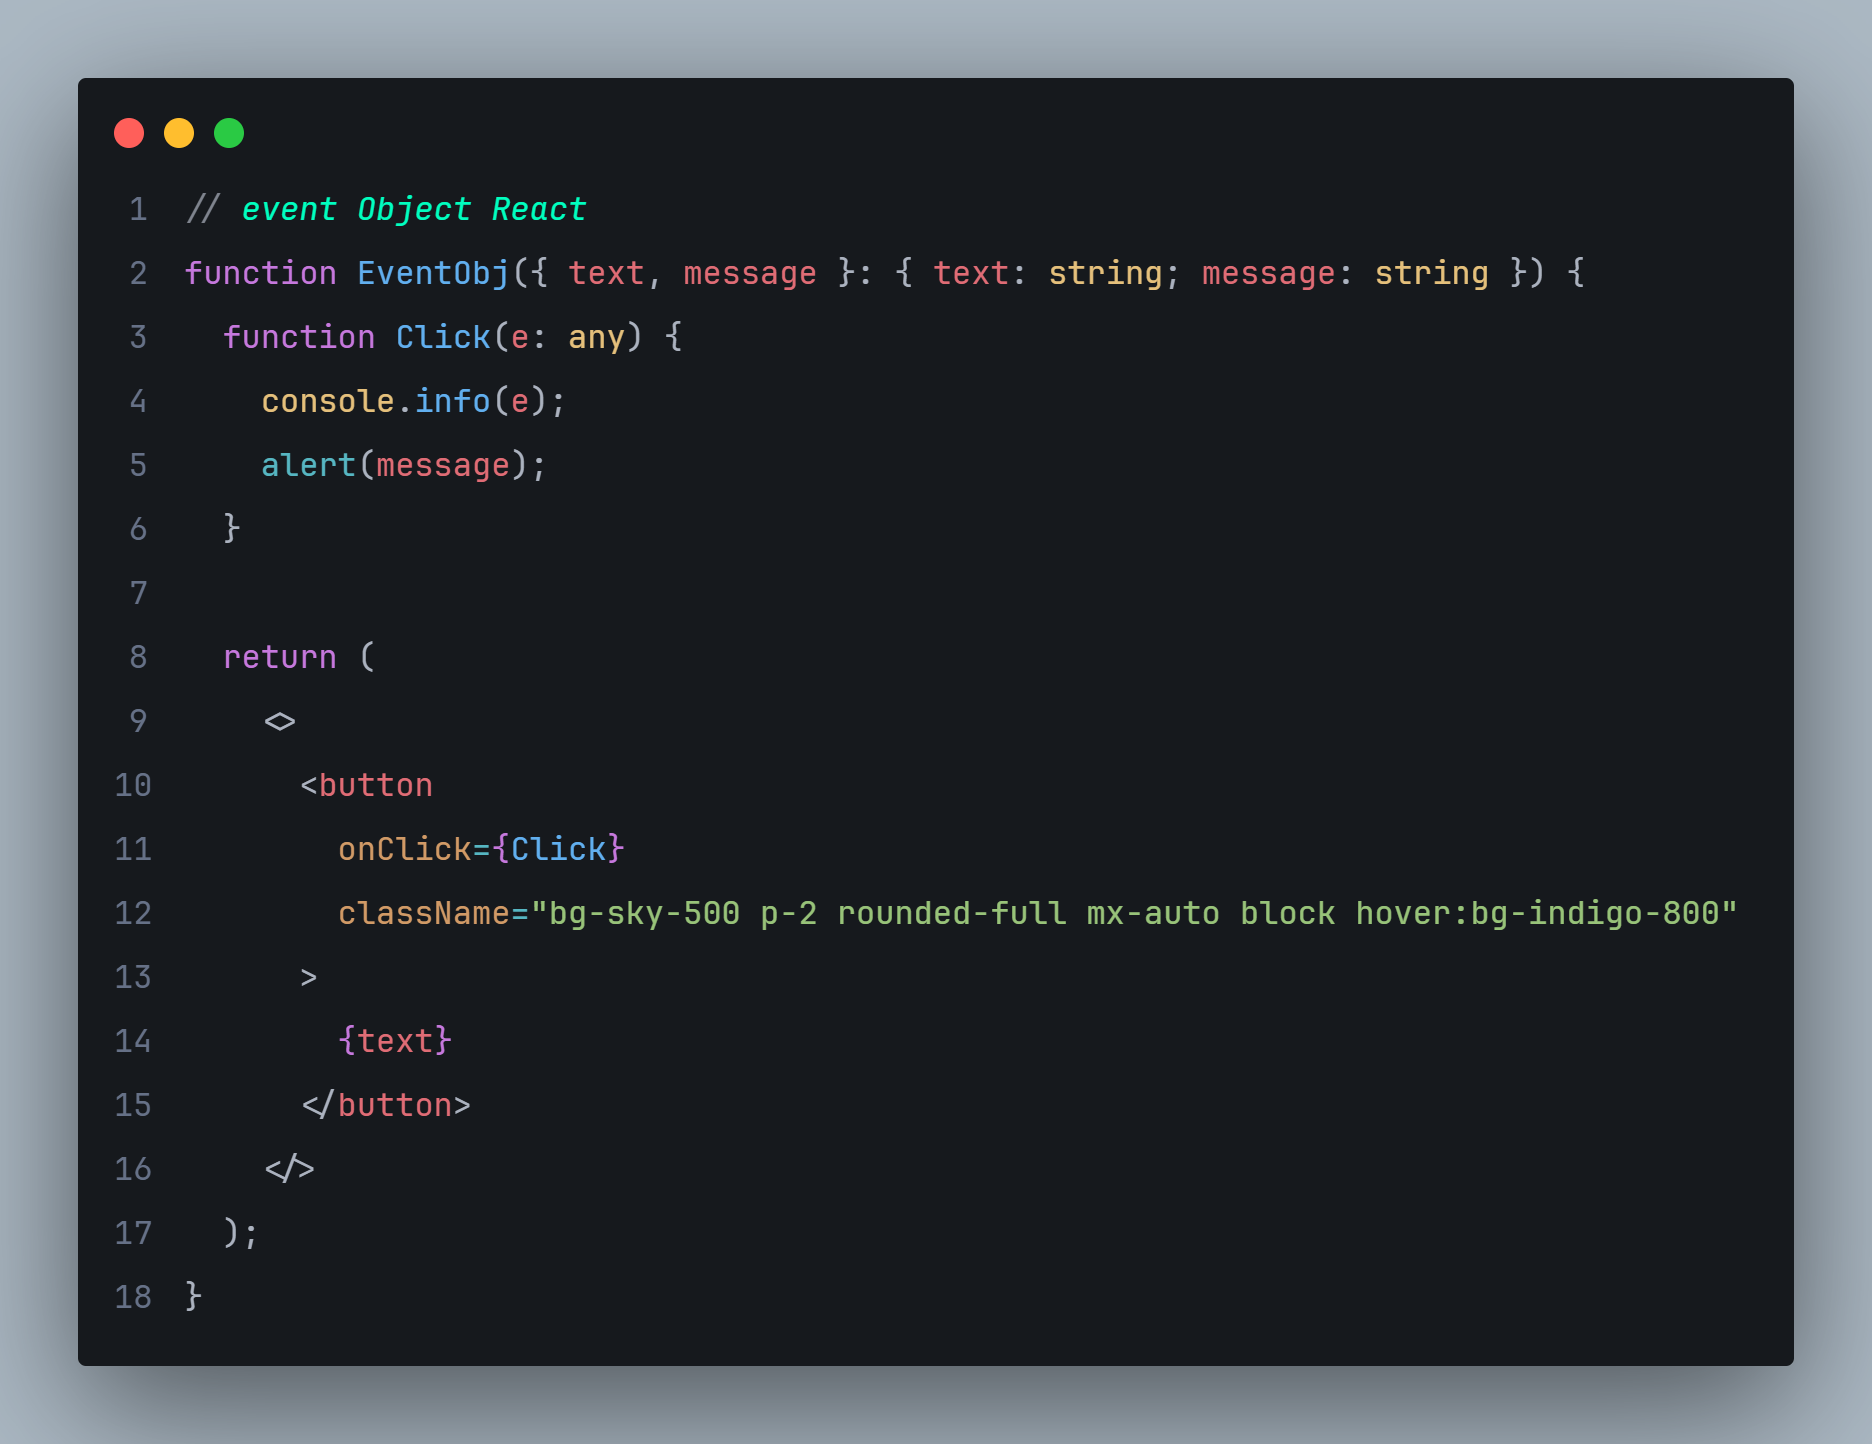 1 // event Object React
2 function EventObj({ text, message }: { text: string; message: string }) {
3   function Click(e: any) {
4     console.info(e);
5     alert(message);
6   }
7
8   return (
9     <>
10       <button
11         onClick={Click}
12         className="bg-sky-500 p-2 rounded-full mx-auto block hover:bg-indigo-800"
13       >
14         {text}
15       </button>
16     </>
17   );
18 }